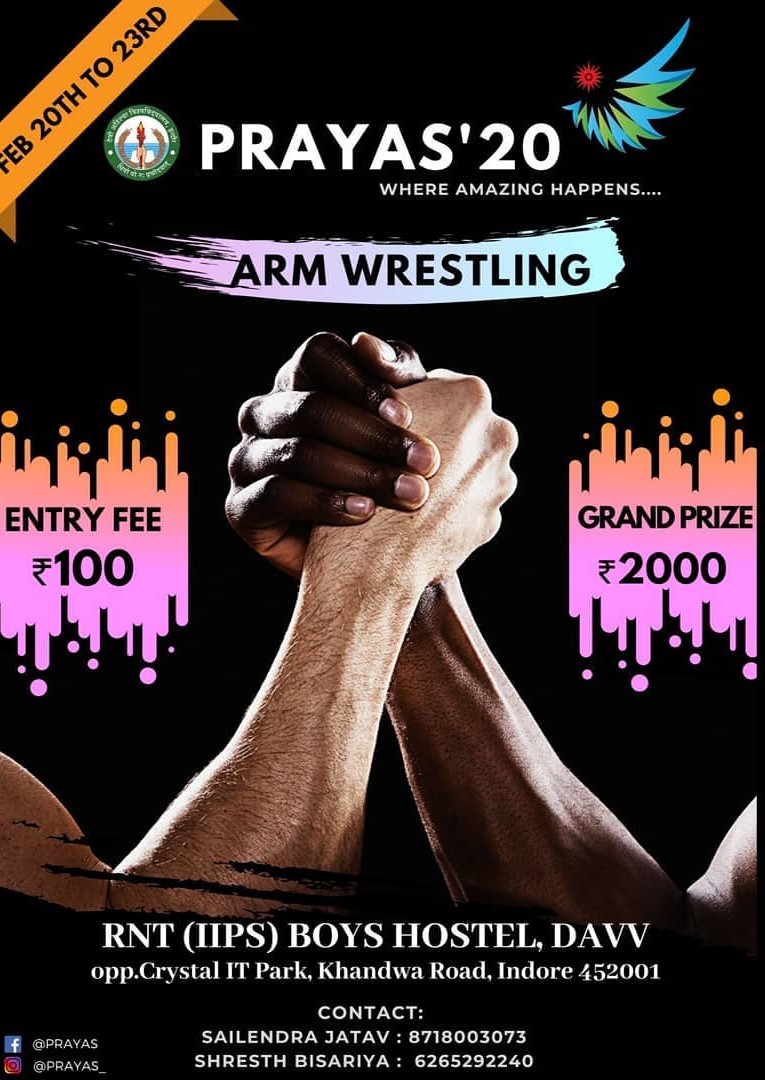 FEB 20TH TO 23RD
PRAYAS'20
WHERE AMAZING HAPPENS....
ARM WRESTLING
ENTRY FEE
₹100
GRAND PRIZE
₹2000
RNT (IIPS) BOYS HOSTEL, DAVV
opp.Crystal IT Park, Khandwa Road, Indore 452001
CONTACT:
SAILENDRA JATAV : 8718003073
SHRESTH BISARIYA : 6265292240
@PRAYAS
@PRAYAS_